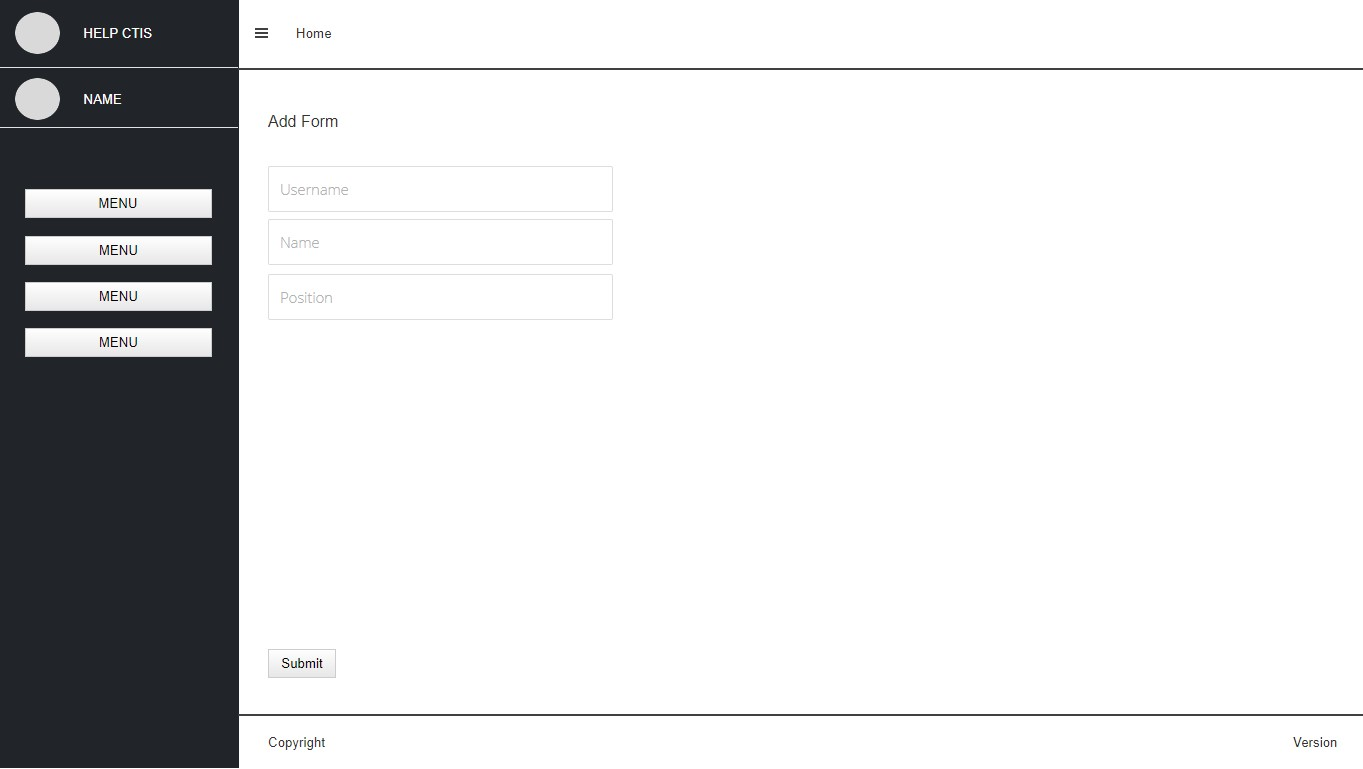 HELP CTIS
NAME
MENU
MENU
MENU
MENU
Home
Add Form
Username
Name
Position
Submit
Copyright
Version